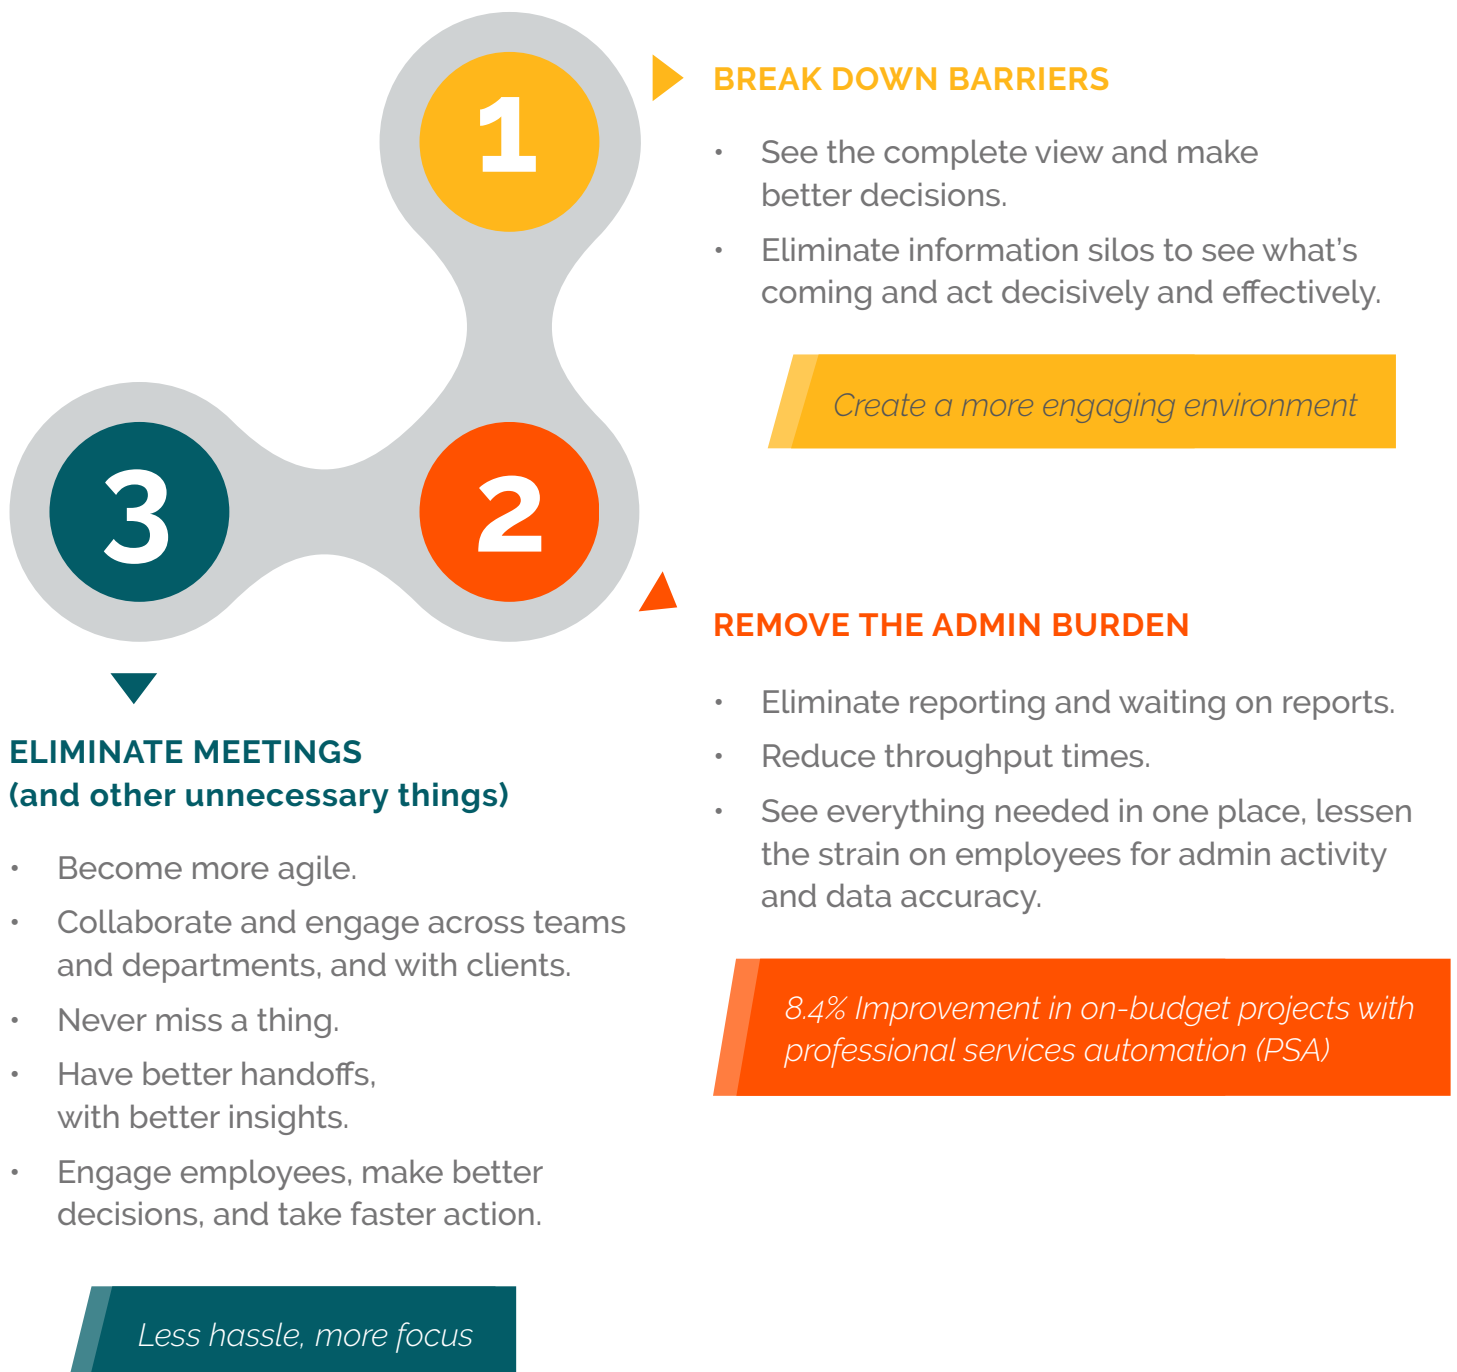 1
BREAK DOWN BARRIERS
• See the complete view and make
better decisions.
• Eliminate information silos to see what's
coming and act decisively and effectively.
Create a more engaging environment
2
REMOVE THE ADMIN BURDEN
• Eliminate reporting and waiting on reports.
• Reduce throughput times.
• See everything needed in one place, lessen
the strain on employees for admin activity
and data accuracy.
8.4% Improvement in on-budget projects with
professional services automation (PSA)
3
ELIMINATE MEETINGS
(and other unnecessary things)
• Become more agile.
• Collaborate and engage across teams
and departments, and with clients.
• Never miss a thing.
• Have better handoffs,
with better insights.
• Engage employees, make better
decisions, and take faster action.
Less hassle, more focus